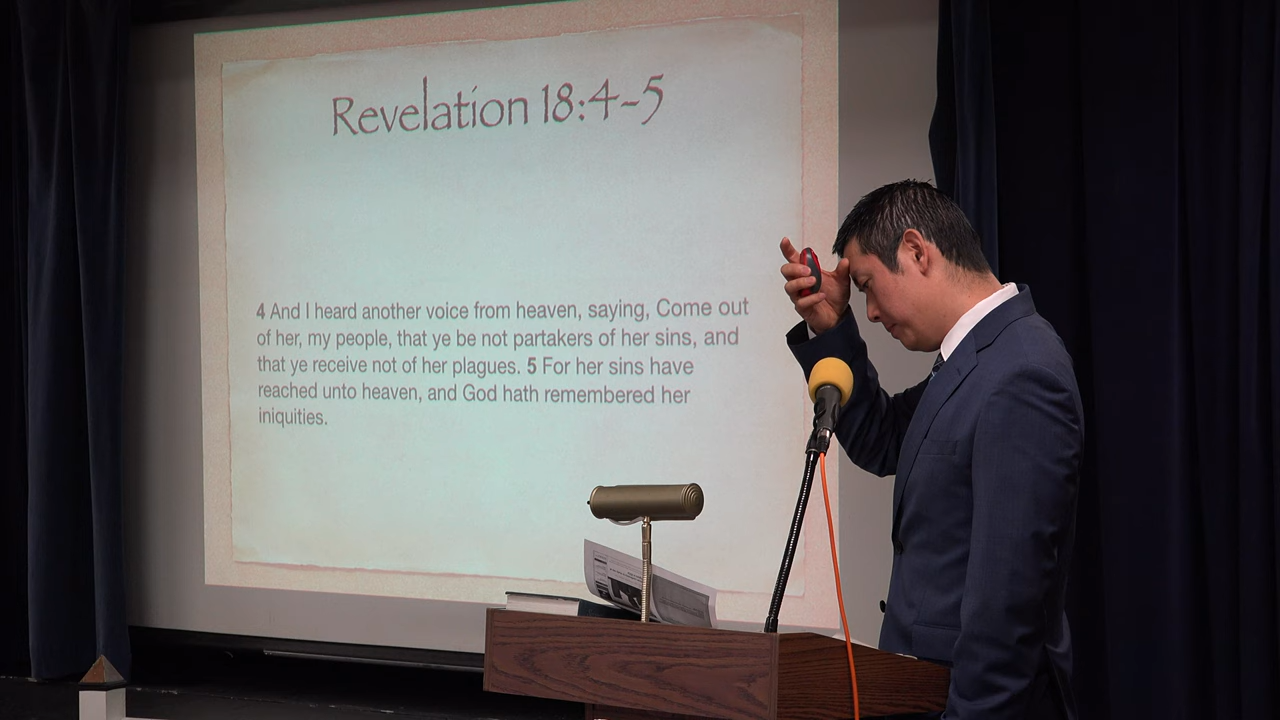 Revelation 18:4-5
4 And I heard another voice from heaven, saying, Come out
of her, my people, that ye be not partakers of her sins, and
that ye receive not of her plagues. 5 For her sins have
reached unto heaven, and God hath remembered her
iniquities.